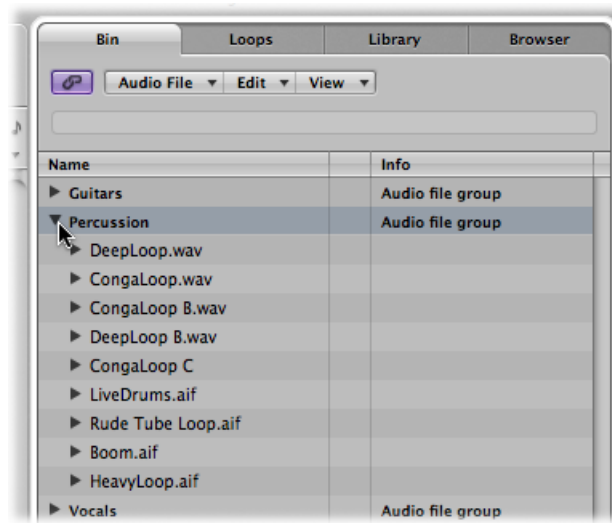 Bin Loops Library Browser
Audio File Edit View
Name Info
Guitars Audio file group
Percussion Audio file group
DeepLoop.wav
CongaLoop.wav
CongaLoop B.wav
DeepLoop B.wav
CongaLoop C
LiveDrums.aif
Rude Tube Loop.aif
Boom.aif
HeavyLoop.aif
Vocals Audio file group